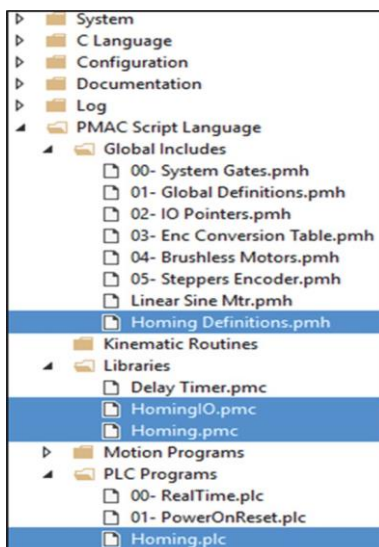 System
C Language
Configuration
Documentation
Log
PMAC Script Language
Global Includes
00- System Gates.pmh
01- Global Definitions.pmh
02- IO Pointers.pmh
03- Enc Conversion Table.pmh
04- Brushless Motors.pmh
05- Steppers Encoder.pmh
Linear Sine Mtr.pmh
Homing Definitions.pmh
Kinematic Routines
Libraries
Delay Timer.pmc
HomingIO.pmc
Homing.pmc
Motion Programs
PLC Programs
00- RealTime.plc
01- PowerOnReset.plc
Homing.plc